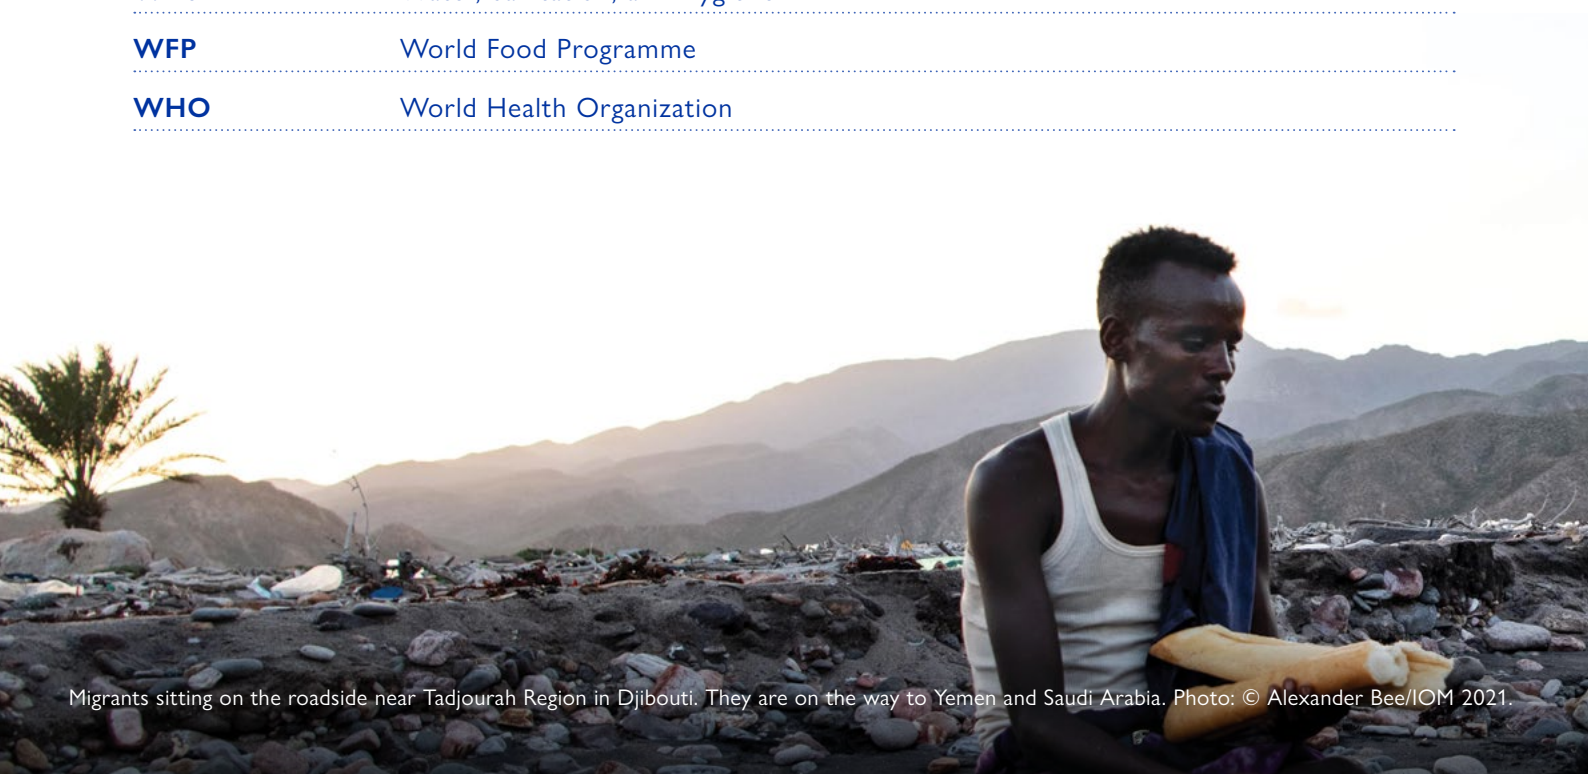 WFP World Food Programme
WHO World Health Organization
Migrants sitting on the roadside near Tadjourah Region in Djibouti. They are on the way to Yemen and Saudi Arabia. Photo: © Alexander Bee/IOM 2021.